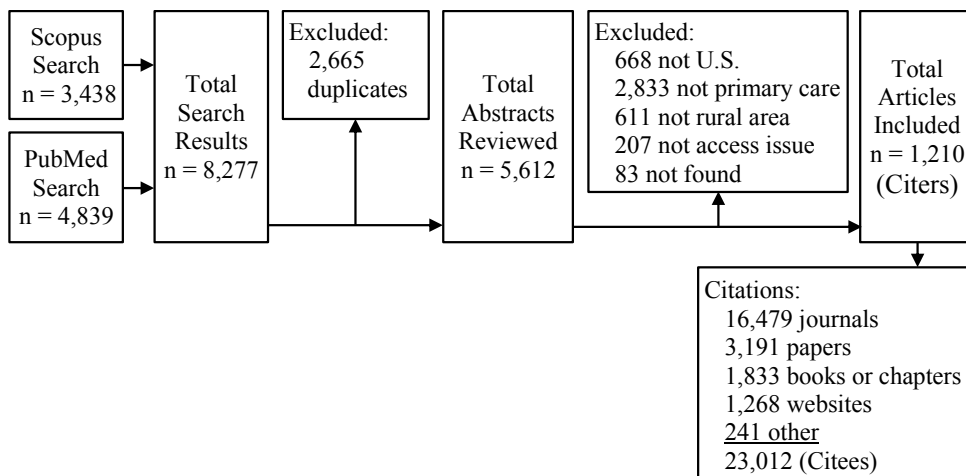 Scopus
Search
n = 3,438
PubMed
Search
n = 4,839
Total
Search
Results
n = 8,277
Excluded:
2,665
duplicates
Total
Abstracts
Reviewed
n = 5,612
Excluded:
668 not U.S.
2,833 not primary care
611 not rural area
207 not access issue
83 not found
Total
Articles
Included
n = 1,210
(Citers)
Citations:
16,479 journals
3,191 papers
1,833 books or chapters
1,268 websites
241 other
23,012 (Citees)